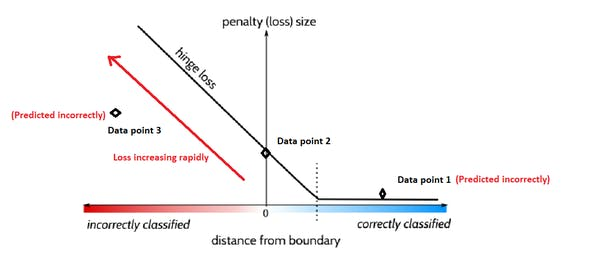 penalty (loss) size
hinge loss
(Predicted incorrectly)
Data point 3
Data point 2
Loss increasing rapidly
Data point 1 (Predicted incorrectly)
0
incorrectly classified
correctly classified
distance from boundary